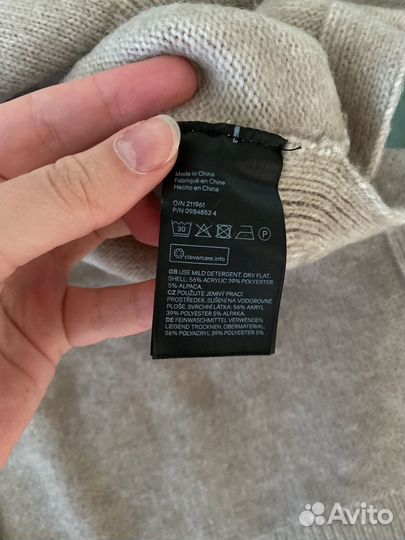 Made in China
Fabriqué en Chine
Hecho en China
O/N 211961
P/N 0984852 4
30
P
clevercare.info
GB USE MILD DETERGENT. DRY FLAT.
SHELL: 56% ACRYLIC 39% POLYESTER
5% ALPACA.
CZ POUŽIJTE JEMNÝ PRACÍ
PROSTŘEDEK. SUŠENÍ NA VODOROVNÉ
PLOŠE. SVRCHNÍ LÁTKA: 56% AKRYL
39% POLYESTER 5% ALPAKA.
DE FEINWASCHMITTEL VERWENDEN.
LIEGEND TROCKNEN. OBERMATERIAL:
56% POLYACRYL 39% POLYESTER 5%
Avito